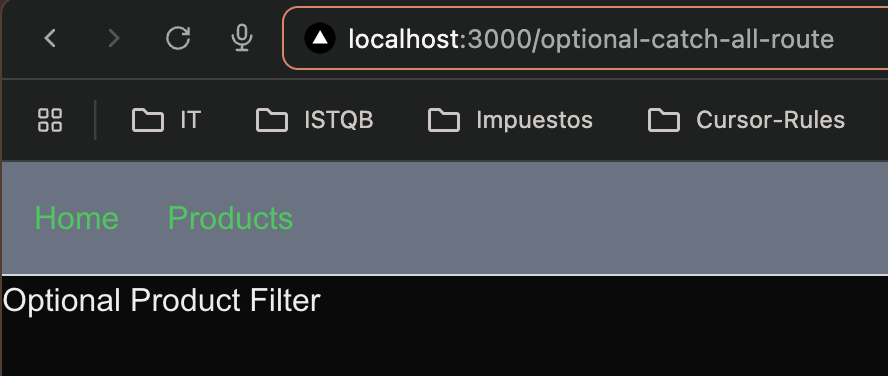 localhost:3000/optional-catch-all-route
IT ISTQB Impuestos Cursor-Rules
Home Products
Optional Product Filter